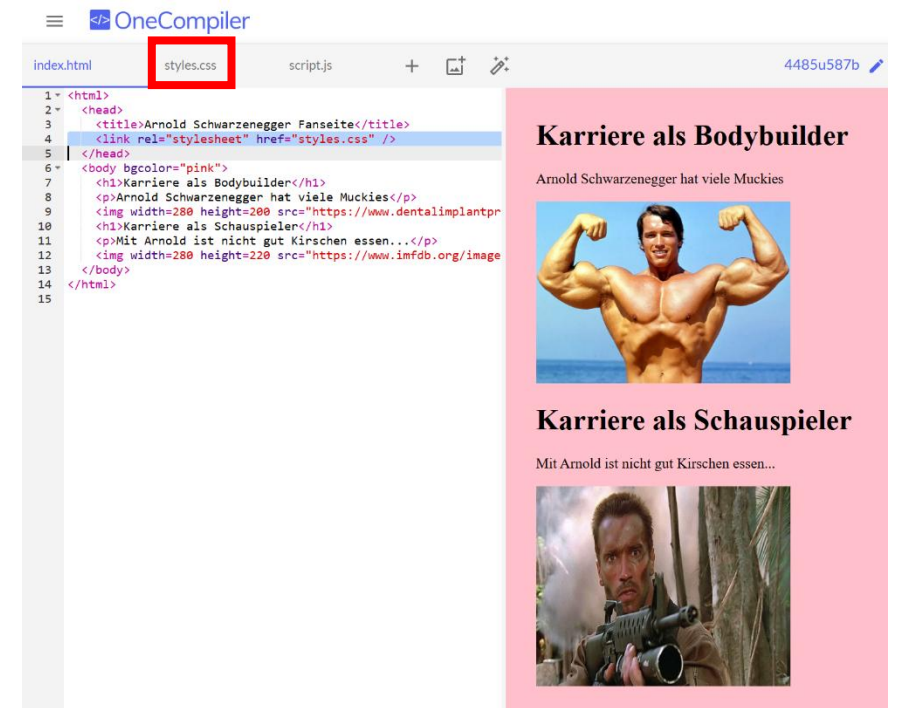 OneCompiler
index.html styles.css script.js 4485u587b
1 <html>
2 <head>
3 <title>Arnold Schwarzenegger Fanseite</title>
4 <link rel="stylesheet" href="styles.css" />
5 </head>
6 <body bgcolor="pink">
7 <h1>Karriere als Bodybuilder</h1>
8 <p>Arnold Schwarzenegger hat viele Muckies</p>
9 <img width=280 height=200 src="https://www.dentalimplantpr
10 <h1>Karriere als Schauspieler</h1>
11 <p>Mit Arnold ist nicht gut Kirschen essen...</p>
12 <img width=280 height=220 src="https://www.imfdb.org/image
13 </body>
14 </html>
15
Karriere als Bodybuilder
Arnold Schwarzenegger hat viele Muckies
Karriere als Schauspieler
Mit Arnold ist nicht gut Kirschen essen...